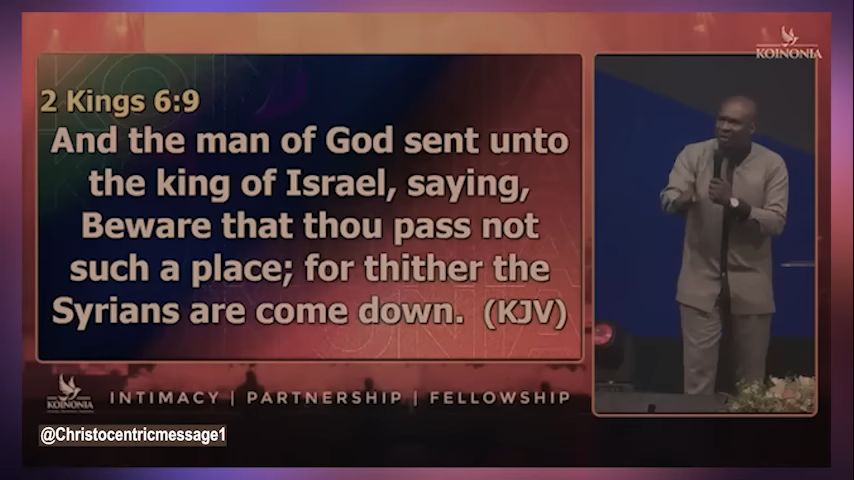 KOINONIA
2 Kings 6:9
And the man of God sent unto
the king of Israel, saying,
Beware that thou pass not
such a place; for thither the
Syrians are come down. (KJV)
KOINONIA
INTIMACY | PARTNERSHIP | FELLOWSHIP
@Christocentricmessage1